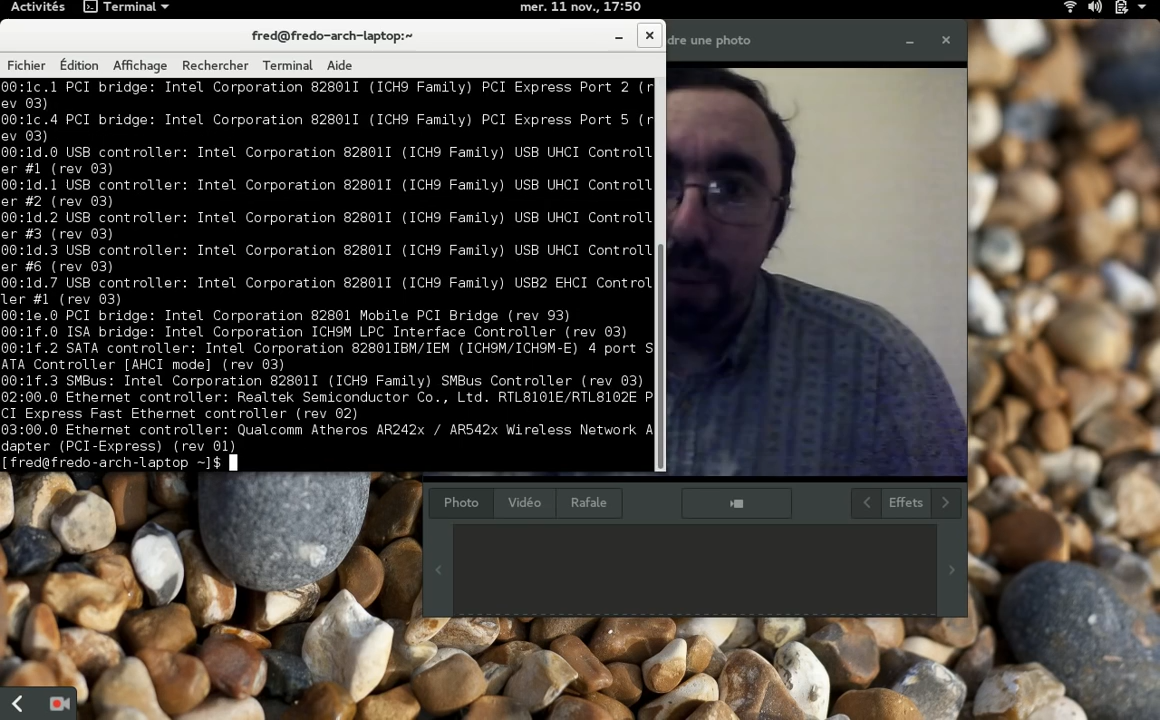 Activités Terminal mer. 11 nov., 17:50
fred@fredo-arch-laptop:~
dre une photo
Fichier Édition Affichage Rechercher Terminal Aide
00:1c.1 PCI bridge: Intel Corporation 82801I (ICH9 Family) PCI Express Port 2 (r
ev 03)
00:1c.4 PCI bridge: Intel Corporation 82801I (ICH9 Family) PCI Express Port 5 (r
ev 03)
00:1d.0 USB controller: Intel Corporation 82801I (ICH9 Family) USB UHCI Controll
er #1 (rev 03)
00:1d.1 USB controller: Intel Corporation 82801I (ICH9 Family) USB UHCI Controll
er #2 (rev 03)
00:1d.2 USB controller: Intel Corporation 82801I (ICH9 Family) USB UHCI Controll
er #3 (rev 03)
00:1d.3 USB controller: Intel Corporation 82801I (ICH9 Family) USB UHCI Controll
er #6 (rev 03)
00:1d.7 USB controller: Intel Corporation 82801I (ICH9 Family) USB2 EHCI Control
ler #1 (rev 03)
00:1e.0 PCI bridge: Intel Corporation 82801 Mobile PCI Bridge (rev 93)
00:1f.0 ISA bridge: Intel Corporation ICH9M LPC Interface Controller (rev 03)
00:1f.2 SATA controller: Intel Corporation 82801IBM/IEM (ICH9M/ICH9M-E) 4 port S
ATA Controller [AHCI mode] (rev 03)
00:1f.3 SMBus: Intel Corporation 82801I (ICH9 Family) SMBus Controller (rev 03)
02:00.0 Ethernet controller: Realtek Semiconductor Co., Ltd. RTL8101E/RTL8102E P
CI Express Fast Ethernet controller (rev 02)
03:00.0 Ethernet controller: Qualcomm Atheros AR242x / AR542x Wireless Network A
dapter (PCI-Express) (rev 01)
[fred@fredo-arch-laptop ~]$
Photo Vidéo Rafale Effets